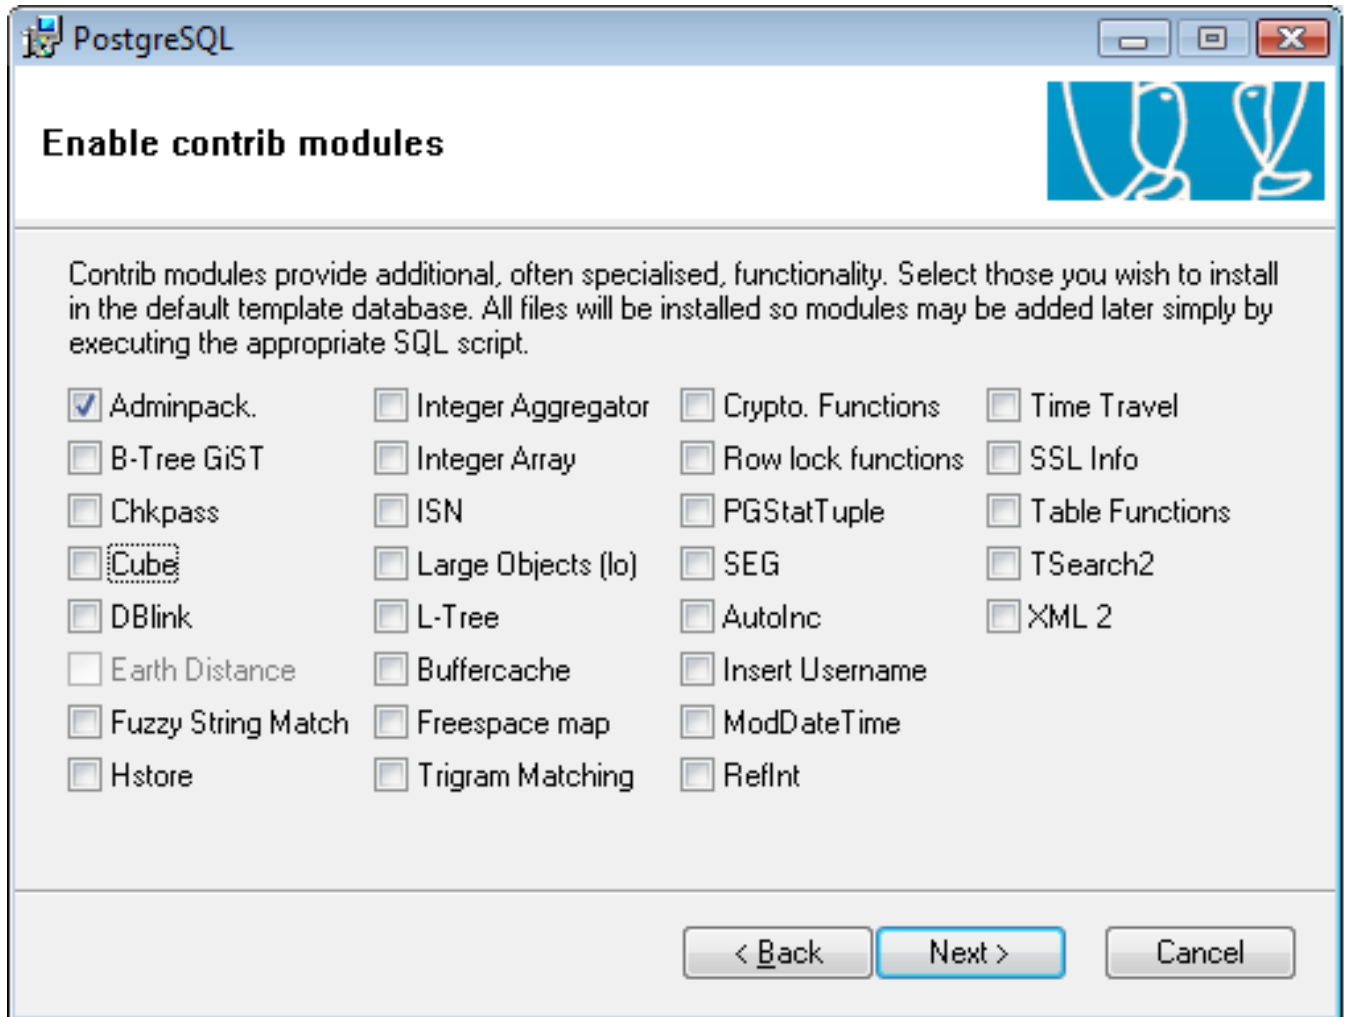 PostgreSQL
Enable contrib modules
Contrib modules provide additional, often specialised, functionality. Select those you wish to install
in the default template database. All files will be installed so modules may be added later simply by
executing the appropriate SQL script.
Adminpack. Integer Aggregator Crypto. Functions Time Travel
B-Tree GiST Integer Array Row lock functions SSL Info
Chkpass ISN PGStatTuple Table Functions
Cube Large Objects (lo) SEG TSearch2
DBlink L-Tree AutoInc XML 2
Earth Distance Buffercache Insert Username
Fuzzy String Match Freespace map ModDateTime
Hstore Trigram Matching RefInt
< Back Next > Cancel